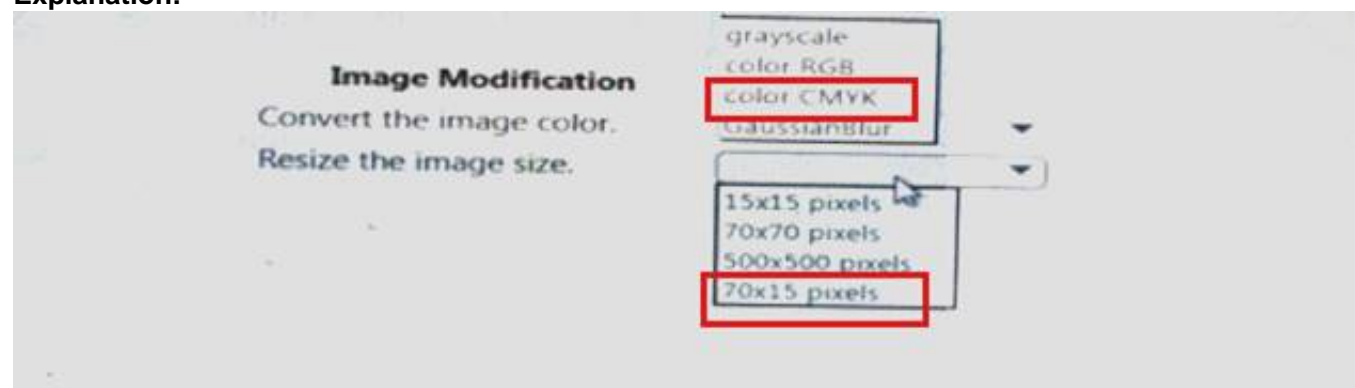 Explanation:
grayscale
color RGB
Image Modification
color CMYK
Convert the image color.
GaussianBlur
Resize the image size.
15x15 pixels
70x70 pixels
500x500 pixels
70x15 pixels